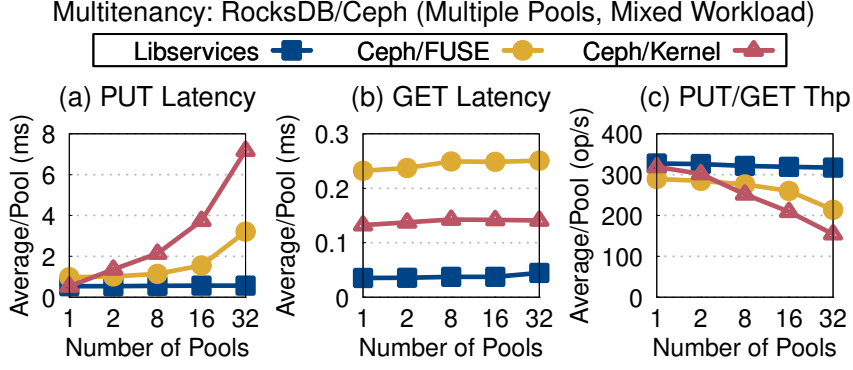 Multitenancy: RocksDB/Ceph (Multiple Pools, Mixed Workload)
Libservices Ceph/FUSE Ceph/Kernel
(a) PUT Latency
Average/Pool (ms)
8
6
4
2
0
1 2 8 16 32
Number of Pools
(b) GET Latency
Average/Pool (ms)
0.3
0.2
0.1
0
1 2 8 16 32
Number of Pools
(c) PUT/GET Thp
Average/Pool (op/s)
400
300
200
100
0
1 2 8 16 32
Number of Pools